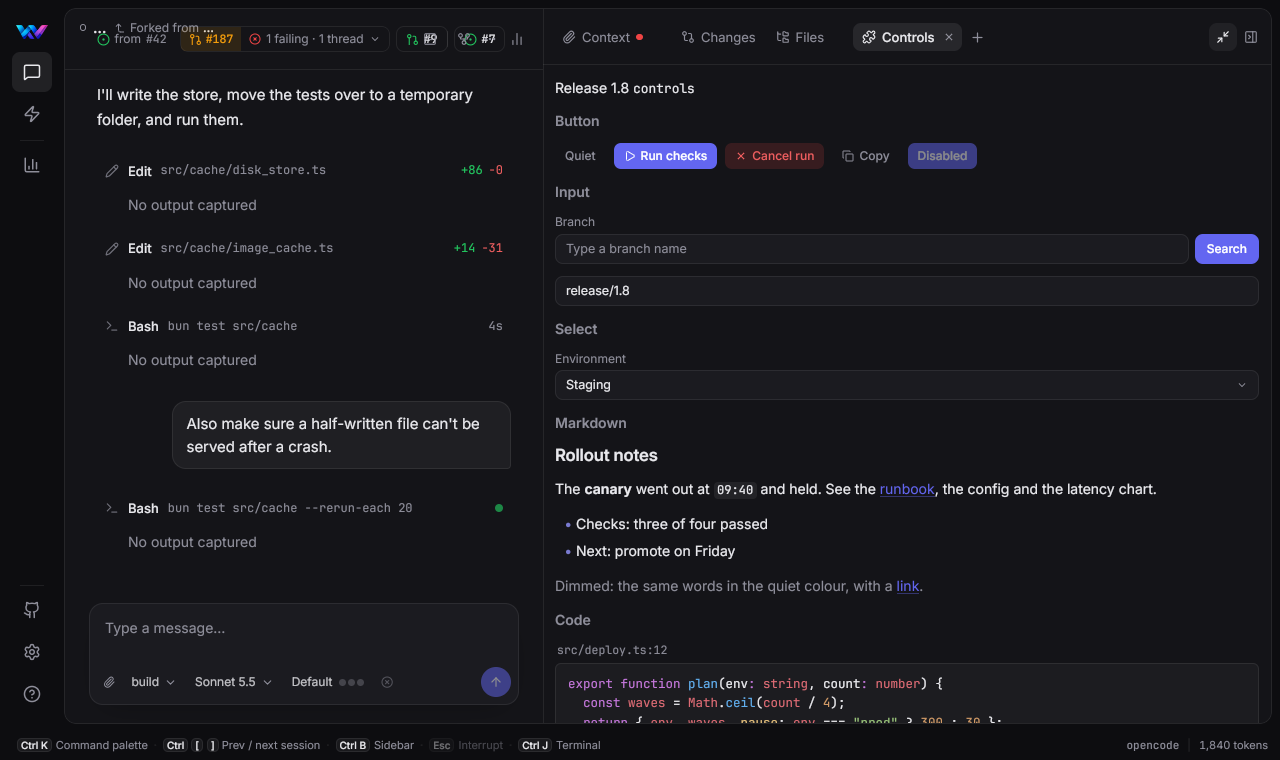 Forked from ...
from #42
#187
1 failing · 1 thread
#7
I'll write the store, move the tests over to a temporary
folder, and run them.
Edit src/cache/disk_store.ts +86 -0
No output captured
Edit src/cache/image_cache.ts +14 -31
No output captured
Bash bun test src/cache 4s
No output captured
Also make sure a half-written file can't be
served after a crash.
Bash bun test src/cache --rerun-each 20
No output captured
Type a message...
build Sonnet 5.5 Default
Context Changes Files Controls
Release 1.8 controls
Button
Quiet Run checks Cancel run Copy Disabled
Input
Branch
Type a branch name Search
release/1.8
Select
Environment
Staging
Markdown
Rollout notes
The canary went out at 09:40 and held. See the runbook, the config and the latency chart.
• Checks: three of four passed
• Next: promote on Friday
Dimmed: the same words in the quiet colour, with a link.
Code
src/deploy.ts:12
export function plan(env: string, count: number) {
const waves = Math.ceil(count / 4);
return { env, waves, pause: env === "prod" ? 300 : 30 };
Ctrl K Command palette · Ctrl [ ] Prev / next session · Ctrl B Sidebar · Esc Interrupt · Ctrl J Terminal
opencode 1,840 tokens